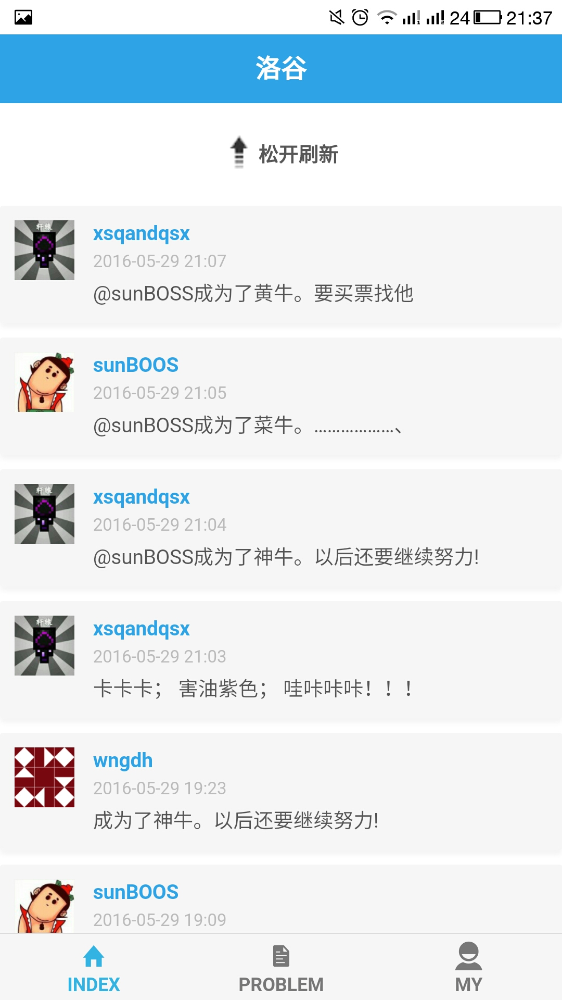 24 21:37
洛谷
松开刷新
xsqandqsx
2016-05-29 21:07
@sunBOSS成为了黄牛。要买票找他
sunBOOS
2016-05-29 21:05
@sunBOSS成为了菜牛。………………、
xsqandqsx
2016-05-29 21:04
@sunBOSS成为了神牛。以后还要继续努力!
xsqandqsx
2016-05-29 21:03
卡卡卡； 害油紫色； 哇咔咔咔！！！
wngdh
2016-05-29 19:23
成为了神牛。以后还要继续努力!
sunBOOS
2016-05-29 19:09
INDEX
PROBLEM
MY